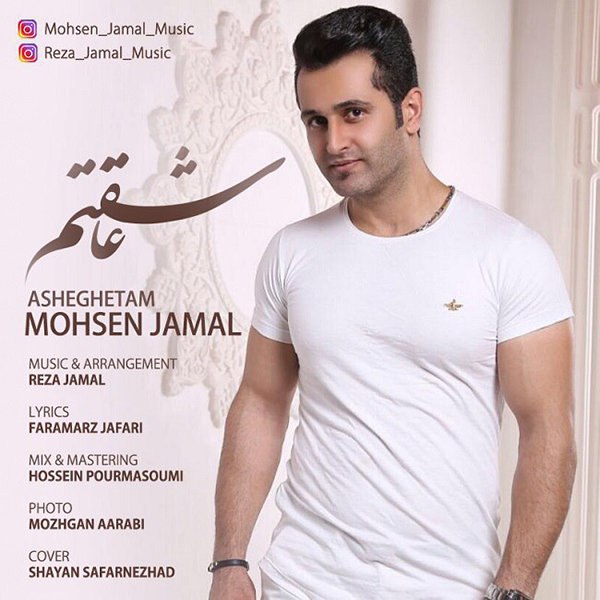 Mohsen_Jamal_Music
Reza_Jamal_Music
عاشقتم
ASHEGHETAM
MOHSEN JAMAL
MUSIC & ARRANGEMENT
REZA JAMAL
LYRICS
FARAMARZ JAFARI
MIX & MASTERING
HOSSEIN POURMASOUMI
PHOTO
MOZHGAN AARABI
COVER
SHAYAN SAFARNEZHAD